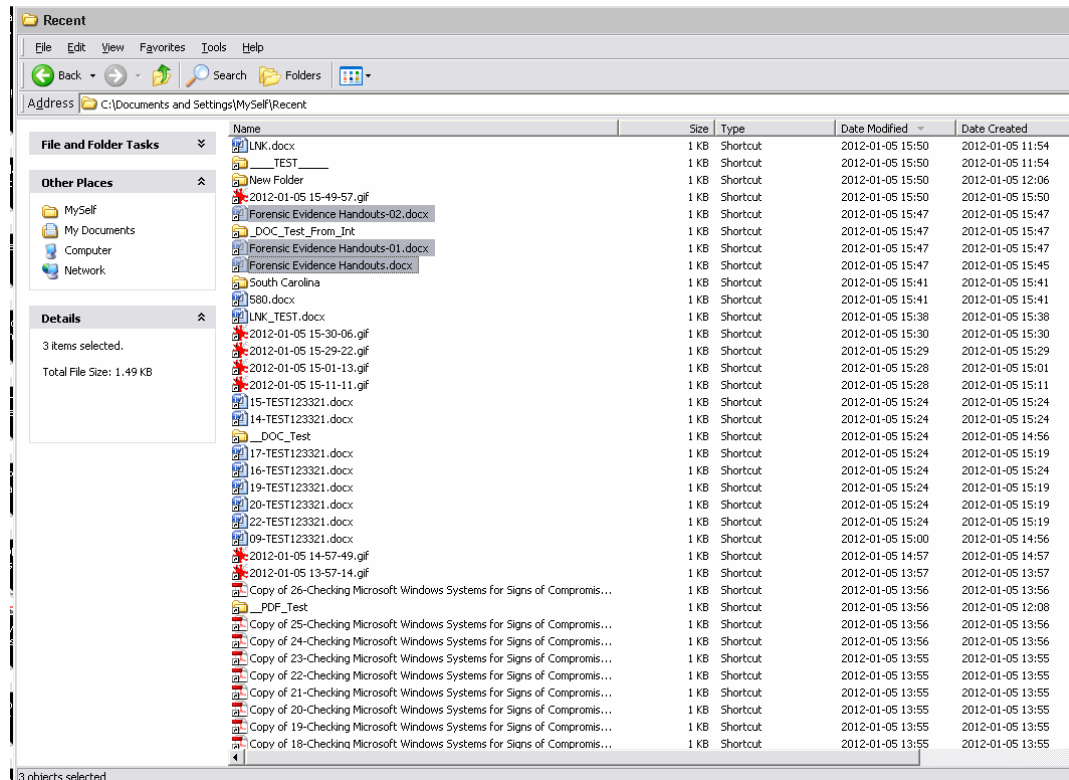 Recent
File Edit View Favorites Tools Help
Back Search Folders
Address C:\Documents and Settings\MySelf\Recent
File and Folder Tasks
Other Places
MySelf
My Documents
Computer
Network
Details
3 items selected.
Total File Size: 1.49 KB
Name Size Type Date Modified Date Created
LNK.docx 1 KB Shortcut 2012-01-05 15:50 2012-01-05 11:54
____TEST_____ 1 KB Shortcut 2012-01-05 15:50 2012-01-05 11:54
New Folder 1 KB Shortcut 2012-01-05 15:50 2012-01-05 12:06
2012-01-05 15-49-57.gif 1 KB Shortcut 2012-01-05 15:50 2012-01-05 15:50
Forensic Evidence Handouts-02.docx 1 KB Shortcut 2012-01-05 15:47 2012-01-05 15:47
_DOC_Test_From_Int 1 KB Shortcut 2012-01-05 15:47 2012-01-05 15:47
Forensic Evidence Handouts-01.docx 1 KB Shortcut 2012-01-05 15:47 2012-01-05 15:47
Forensic Evidence Handouts.docx 1 KB Shortcut 2012-01-05 15:47 2012-01-05 15:45
South Carolina 1 KB Shortcut 2012-01-05 15:41 2012-01-05 15:41
580.docx 1 KB Shortcut 2012-01-05 15:41 2012-01-05 15:41
LNK_TEST.docx 1 KB Shortcut 2012-01-05 15:38 2012-01-05 15:38
2012-01-05 15-30-06.gif 1 KB Shortcut 2012-01-05 15:30 2012-01-05 15:30
2012-01-05 15-29-22.gif 1 KB Shortcut 2012-01-05 15:29 2012-01-05 15:29
2012-01-05 15-01-13.gif 1 KB Shortcut 2012-01-05 15:28 2012-01-05 15:01
2012-01-05 15-11-11.gif 1 KB Shortcut 2012-01-05 15:28 2012-01-05 15:11
15-TEST123321.docx 1 KB Shortcut 2012-01-05 15:24 2012-01-05 15:24
14-TEST123321.docx 1 KB Shortcut 2012-01-05 15:24 2012-01-05 15:24
__DOC_Test 1 KB Shortcut 2012-01-05 15:24 2012-01-05 14:56
17-TEST123321.docx 1 KB Shortcut 2012-01-05 15:24 2012-01-05 15:19
16-TEST123321.docx 1 KB Shortcut 2012-01-05 15:24 2012-01-05 15:24
19-TEST123321.docx 1 KB Shortcut 2012-01-05 15:24 2012-01-05 15:19
20-TEST123321.docx 1 KB Shortcut 2012-01-05 15:24 2012-01-05 15:19
22-TEST123321.docx 1 KB Shortcut 2012-01-05 15:24 2012-01-05 15:19
09-TEST123321.docx 1 KB Shortcut 2012-01-05 15:00 2012-01-05 14:56
2012-01-05 14-57-49.gif 1 KB Shortcut 2012-01-05 14:57 2012-01-05 14:57
2012-01-05 13-57-14.gif 1 KB Shortcut 2012-01-05 13:57 2012-01-05 13:57
Copy of 26-Checking Microsoft Windows Systems for Signs of Compromis... 1 KB Shortcut 2012-01-05 13:56 2012-01-05 13:56
__PDF_Test 1 KB Shortcut 2012-01-05 13:56 2012-01-05 12:08
Copy of 25-Checking Microsoft Windows Systems for Signs of Compromis... 1 KB Shortcut 2012-01-05 13:56 2012-01-05 13:56
Copy of 24-Checking Microsoft Windows Systems for Signs of Compromis... 1 KB Shortcut 2012-01-05 13:56 2012-01-05 13:56
Copy of 23-Checking Microsoft Windows Systems for Signs of Compromis... 1 KB Shortcut 2012-01-05 13:55 2012-01-05 13:55
Copy of 22-Checking Microsoft Windows Systems for Signs of Compromis... 1 KB Shortcut 2012-01-05 13:55 2012-01-05 13:55
Copy of 21-Checking Microsoft Windows Systems for Signs of Compromis... 1 KB Shortcut 2012-01-05 13:55 2012-01-05 13:55
Copy of 20-Checking Microsoft Windows Systems for Signs of Compromis... 1 KB Shortcut 2012-01-05 13:55 2012-01-05 13:55
Copy of 19-Checking Microsoft Windows Systems for Signs of Compromis... 1 KB Shortcut 2012-01-05 13:55 2012-01-05 13:55
Copy of 18-Checking Microsoft Windows Systems for Signs of Compromis... 1 KB Shortcut 2012-01-05 13:55 2012-01-05 13:55
3 objects selected